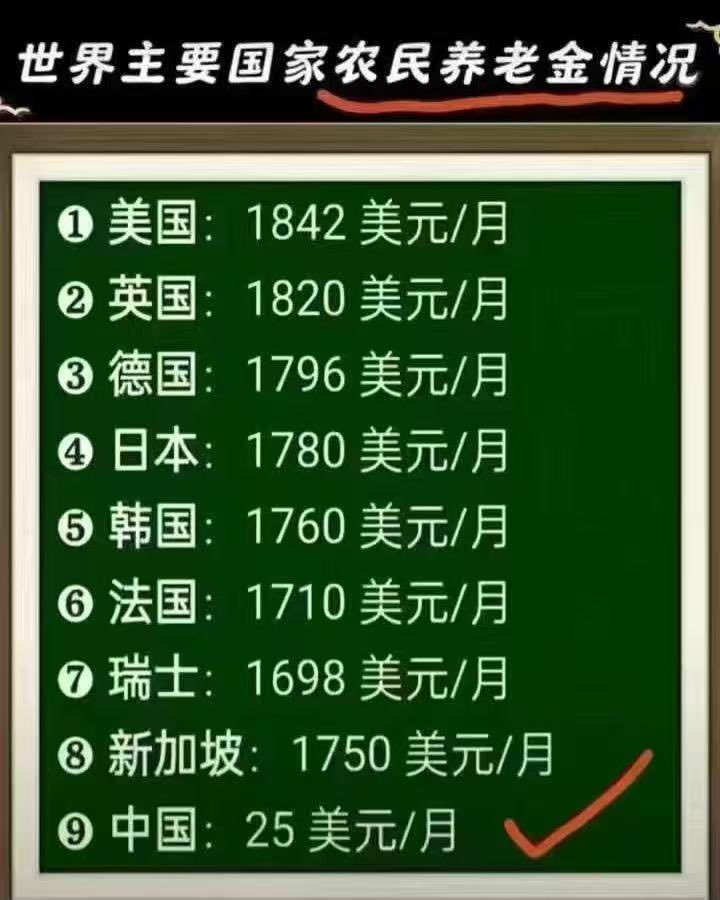 世界主要国家农民养老金情况
❶ 美国：1842 美元/月
❷ 英国：1820 美元/月
❸ 德国：1796 美元/月
❹ 日本：1780 美元/月
❺ 韩国：1760 美元/月
❻ 法国：1710 美元/月
❼ 瑞士：1698 美元/月
❽ 新加坡：1750 美元/月
❾ 中国：25 美元/月